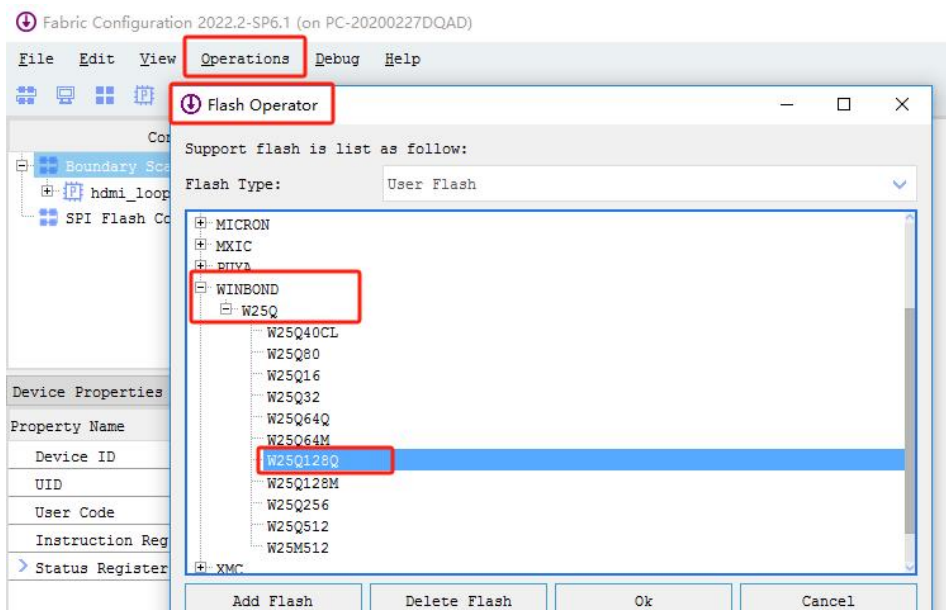 Fabric Configuration 2022.2-SP6.1 (on PC-20200227DQAD)
File Edit View Operations Debug Help
Flash Operator
Con
Support flash is list as follow:
Boundary Sca
Flash Type: User Flash
hdmi_loop
SPI Flash Co
MICRON
MXIC
PUYA
WINBOND
W25Q
W25Q40CL
W25Q80
W25Q16
W25Q32
W25Q64Q
W25Q64M
W25Q128Q
W25Q128M
W25Q256
W25Q512
W25M512
XMC
Device Properties
Property Name
Device ID
UID
User Code
Instruction Reg
Status Register
Add Flash Delete Flash Ok Cancel